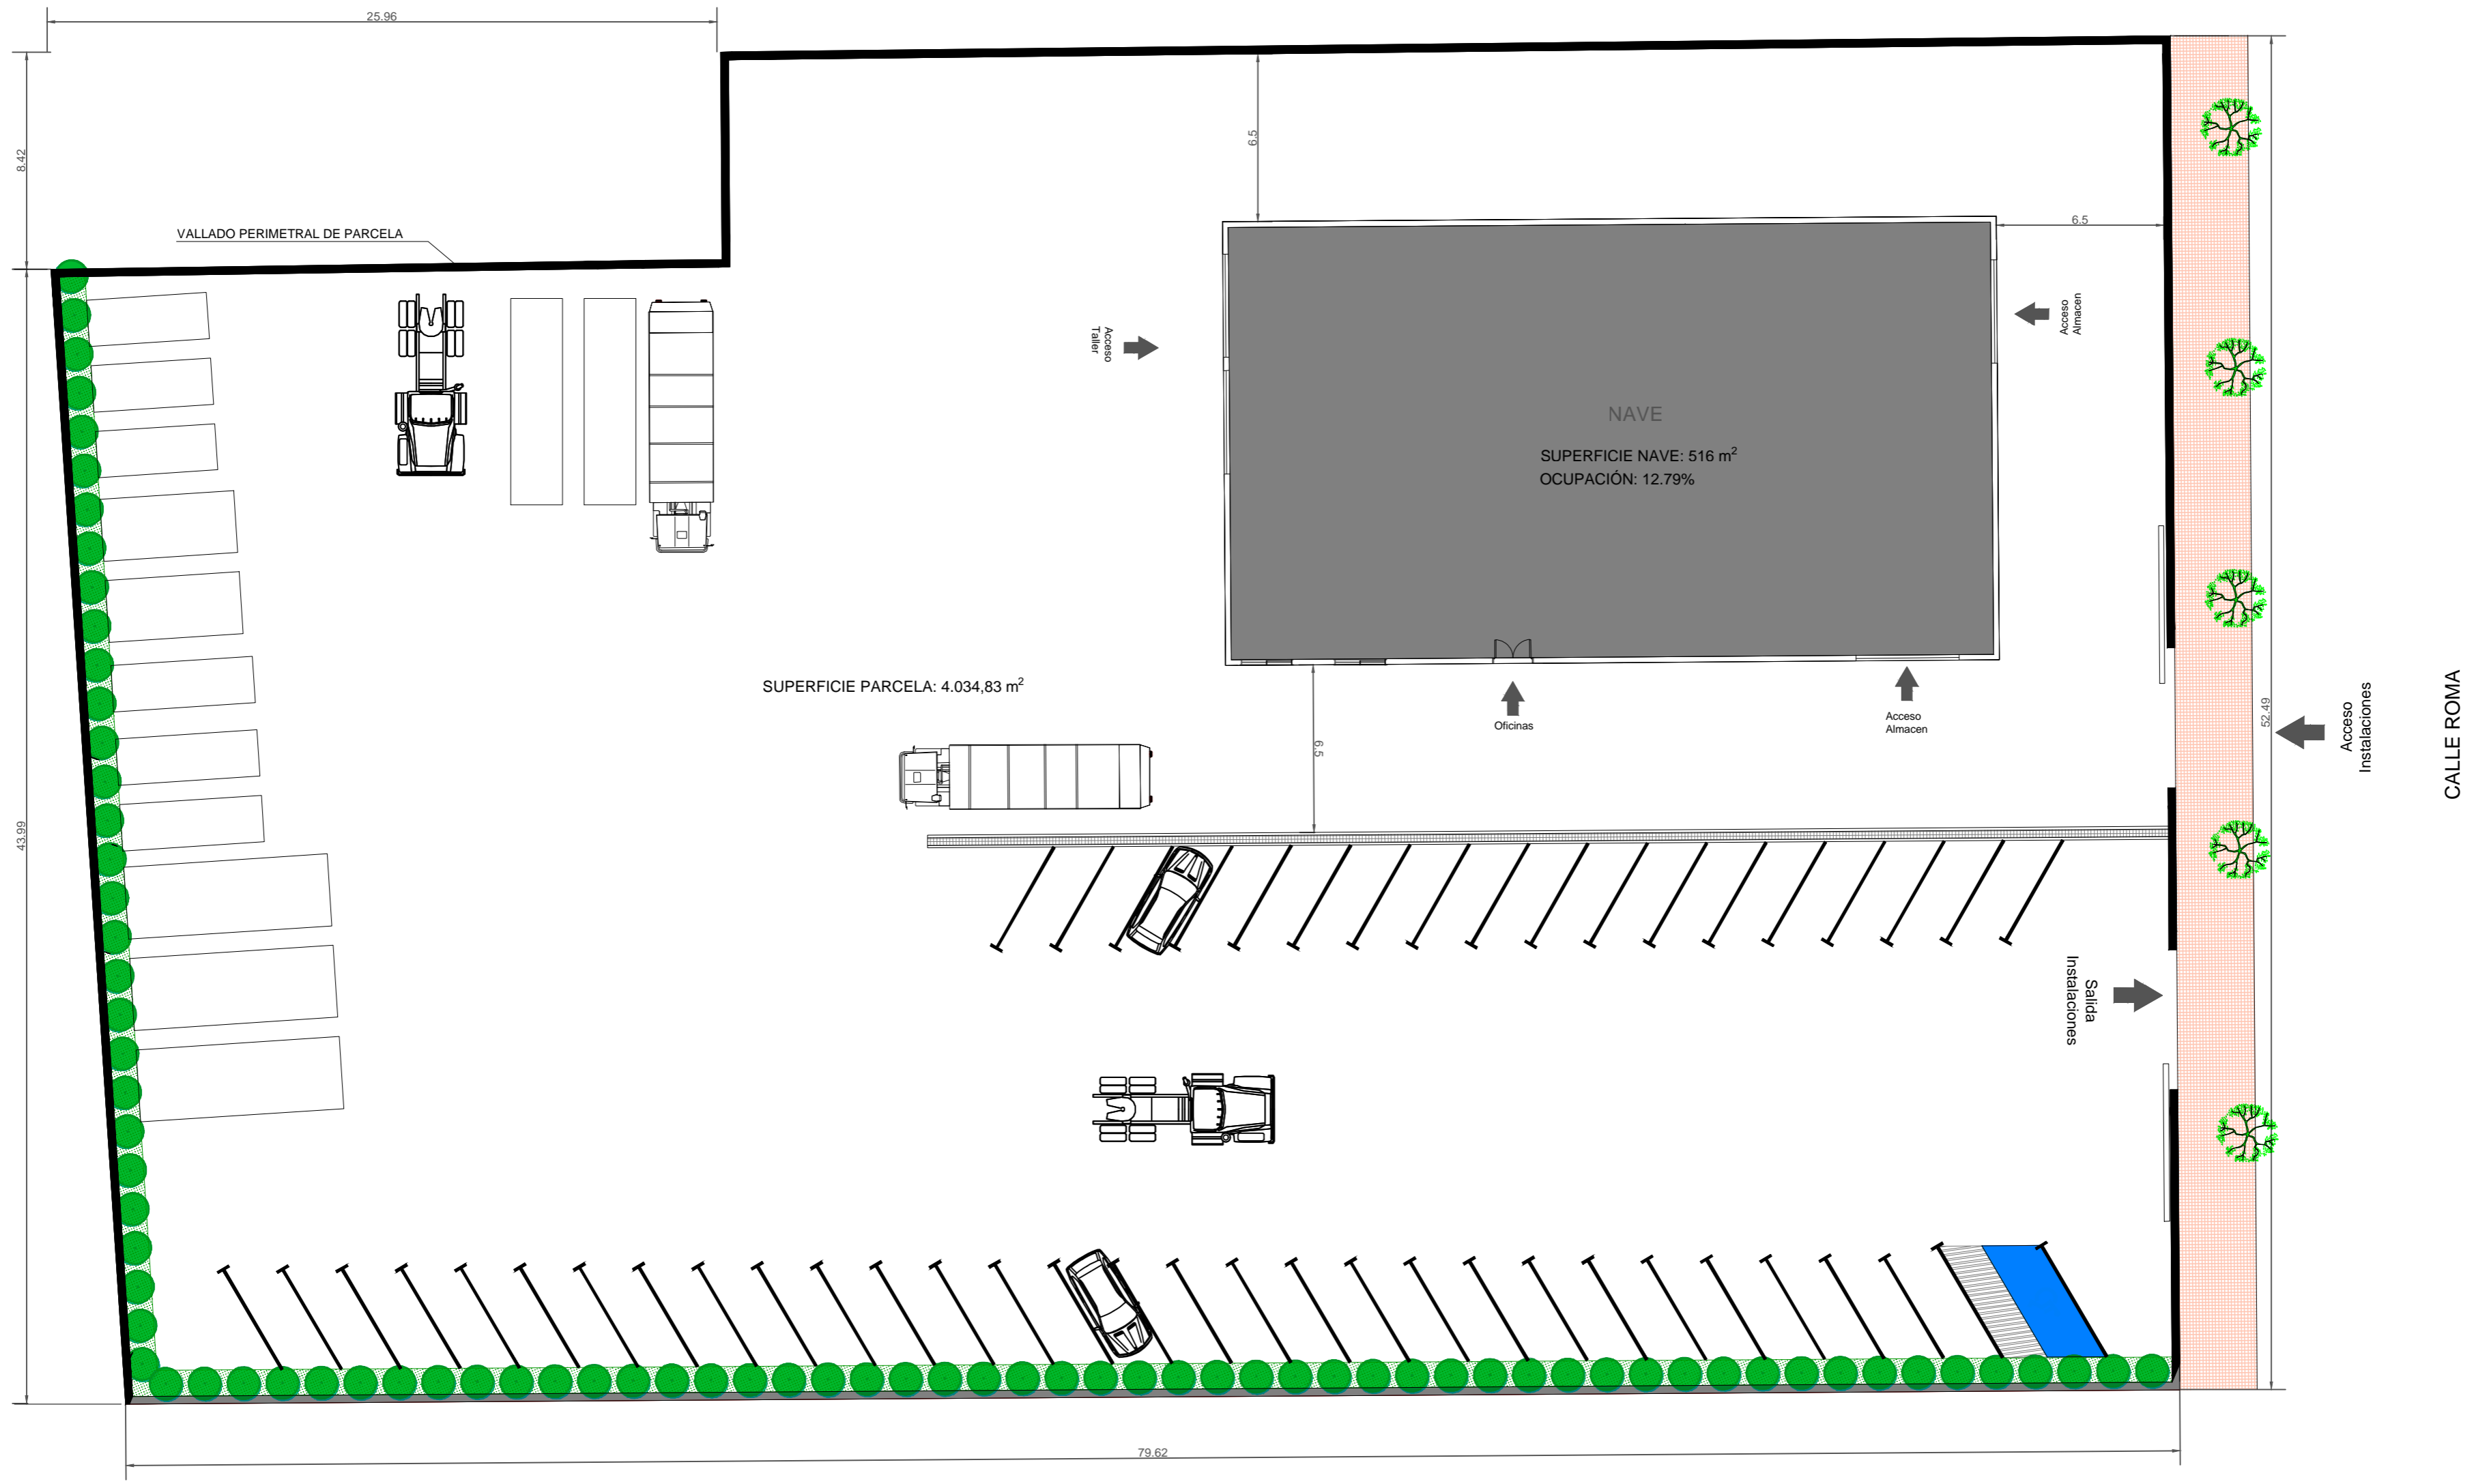 25.96
8.42
VALLADO PERIMETRAL DE PARCELA
6.5
6.5
Acceso
Taller
Acceso
Almacen
NAVE
SUPERFICIE NAVE: 516 m²
OCUPACIÓN: 12.79%
SUPERFICIE PARCELA: 4.034,83 m²
Oficinas
Acceso
Almacen
6.5
52.49
Acceso
Instalaciones
CALLE ROMA
43.99
Salida
Instalaciones
79.62